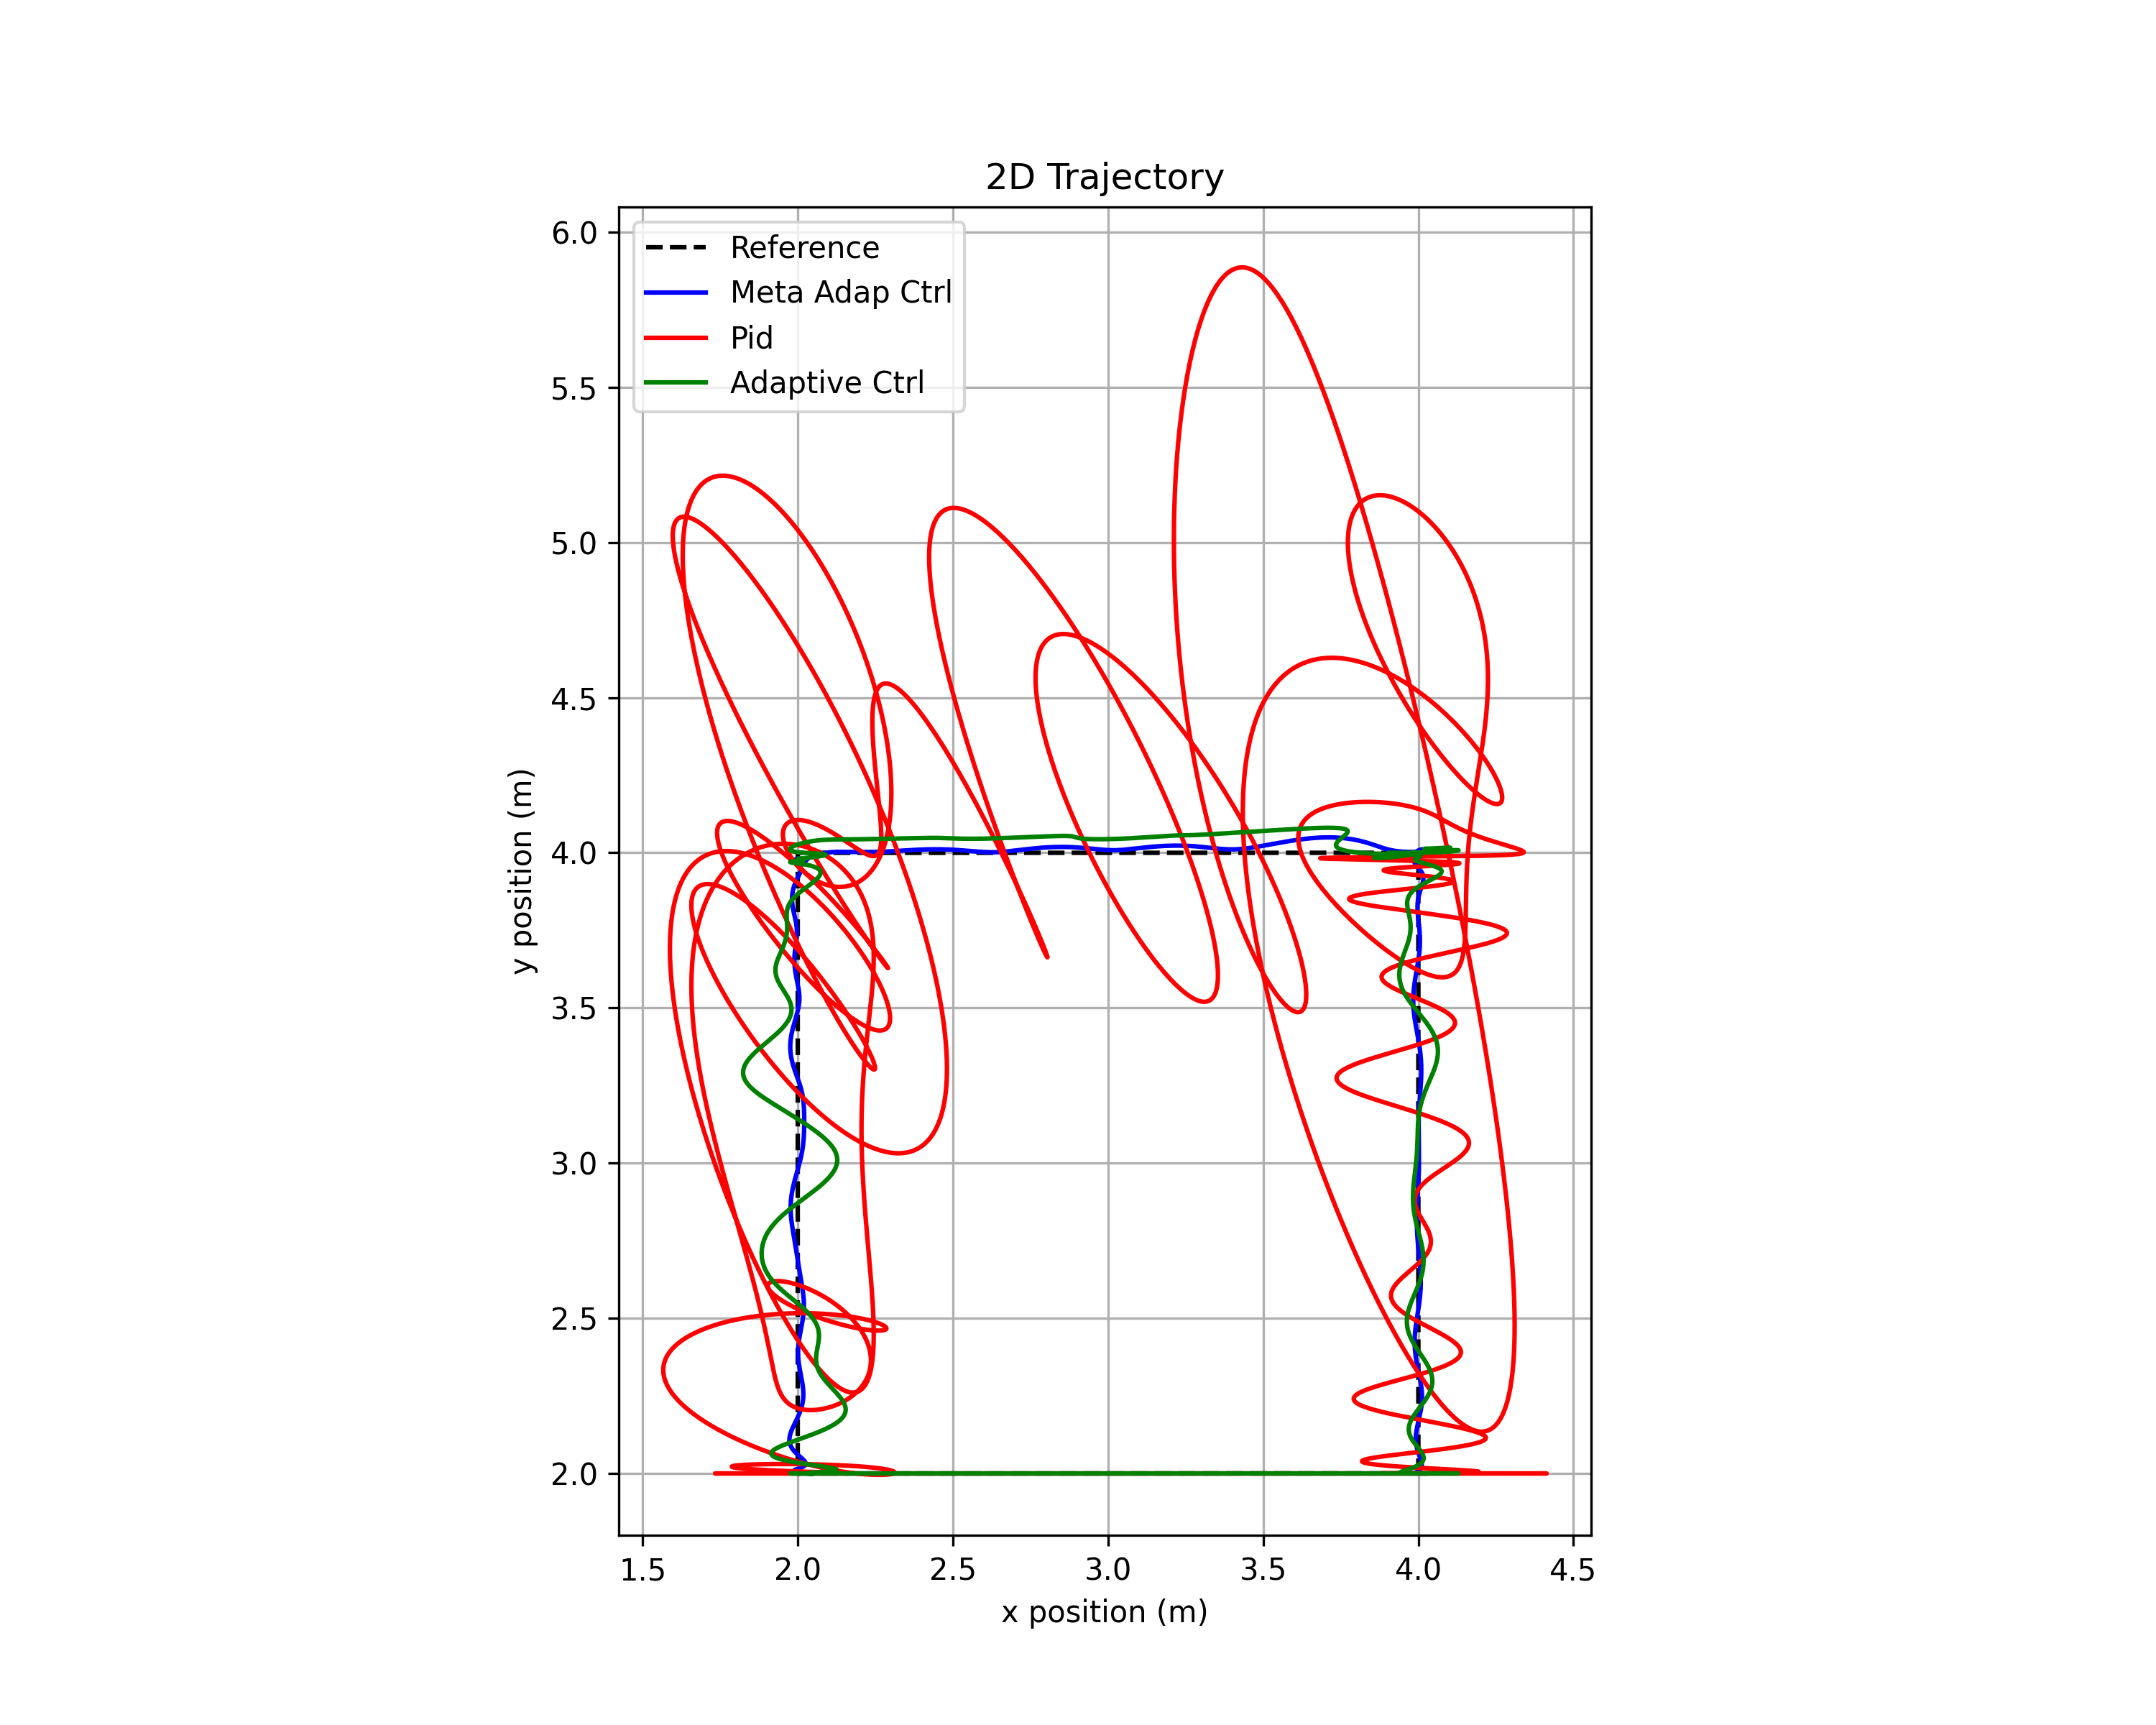 2D Trajectory
Reference
Meta Adap Ctrl
Pid
Adaptive Ctrl
6.0
5.5
5.0
4.5
4.0
3.5
3.0
2.5
2.0
y position (m)
1.5 2.0 2.5 3.0 3.5 4.0 4.5
x position (m)